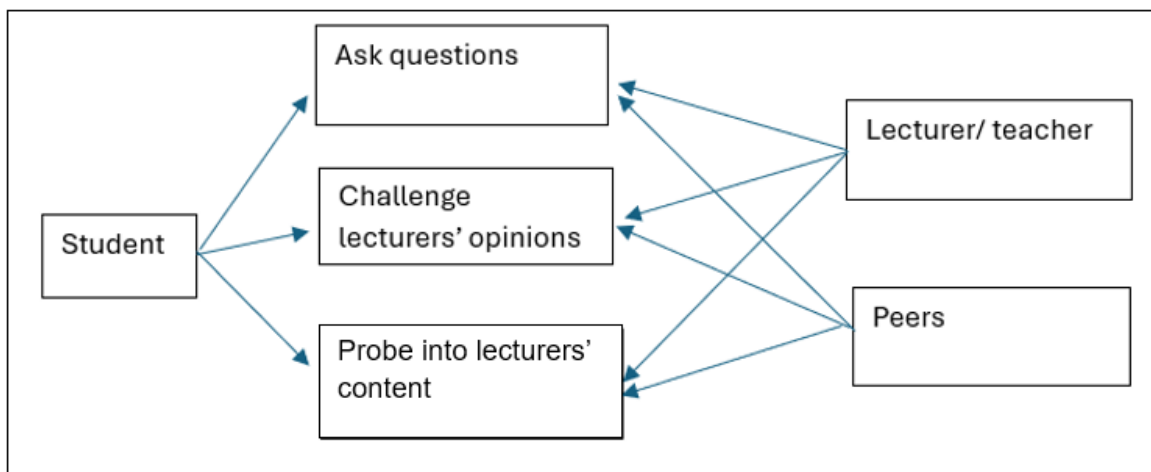 Ask questions
Lecturer/ teacher
Challenge
lecturers’ opinions
Student
Peers
Probe into lecturers’
content